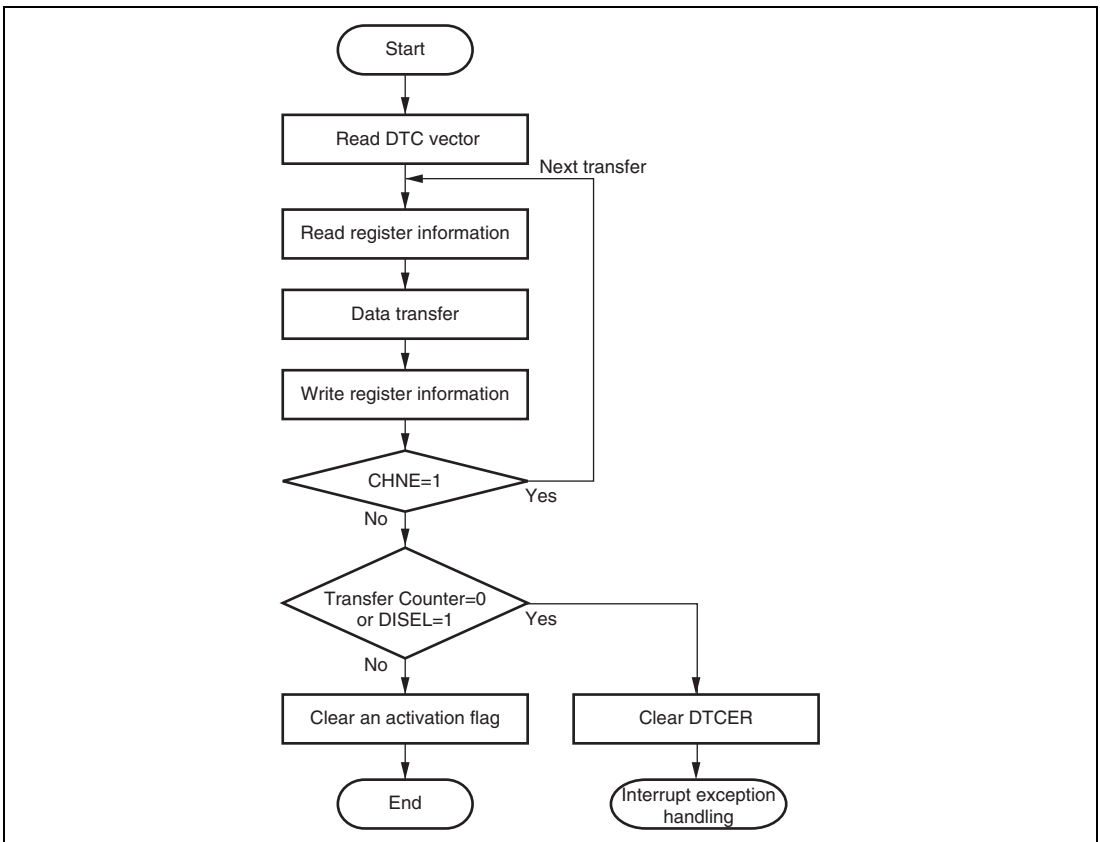 Start
Read DTC vector
Next transfer
Read register information
Data transfer
Write register information
CHNE=1
Yes
No
Transfer Counter=0
or DISEL=1
Yes
No
Clear an activation flag
Clear DTCER
End
Interrupt exception
handling